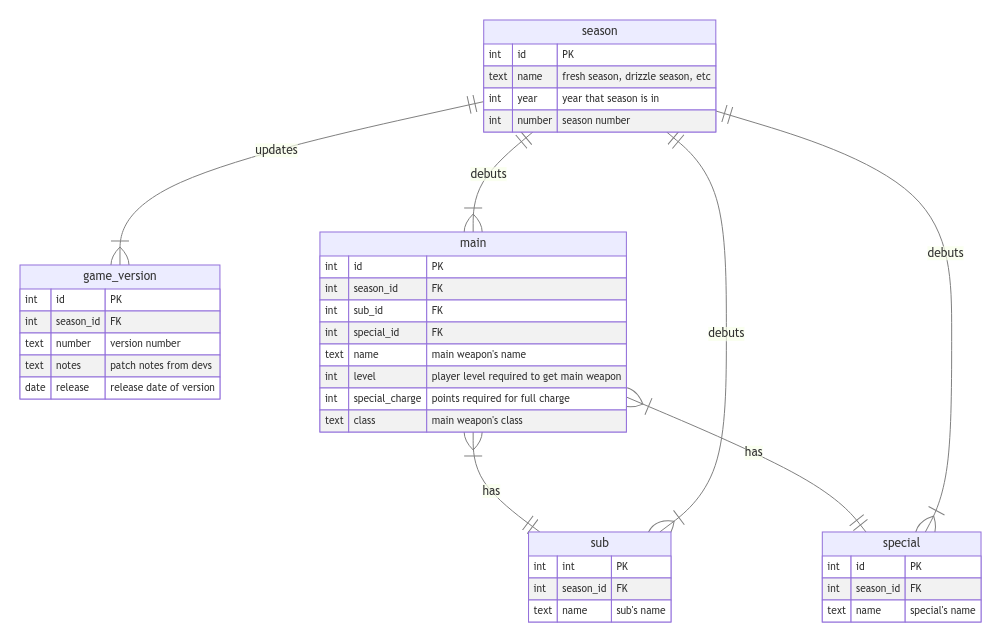 season
int id PK
text name fresh season, drizzle season, etc
int year year that season is in
int number season number
updates
debuts
debuts
debuts
main
int id PK
int season_id FK
int sub_id FK
int special_id FK
text name main weapon's name
int level player level required to get main weapon
int special_charge points required for full charge
text class main weapon's class
game_version
int id PK
int season_id FK
text number version number
text notes patch notes from devs
date release release date of version
has
has
sub
int int PK
int season_id FK
text name sub's name
special
int id PK
int season_id FK
text name special's name